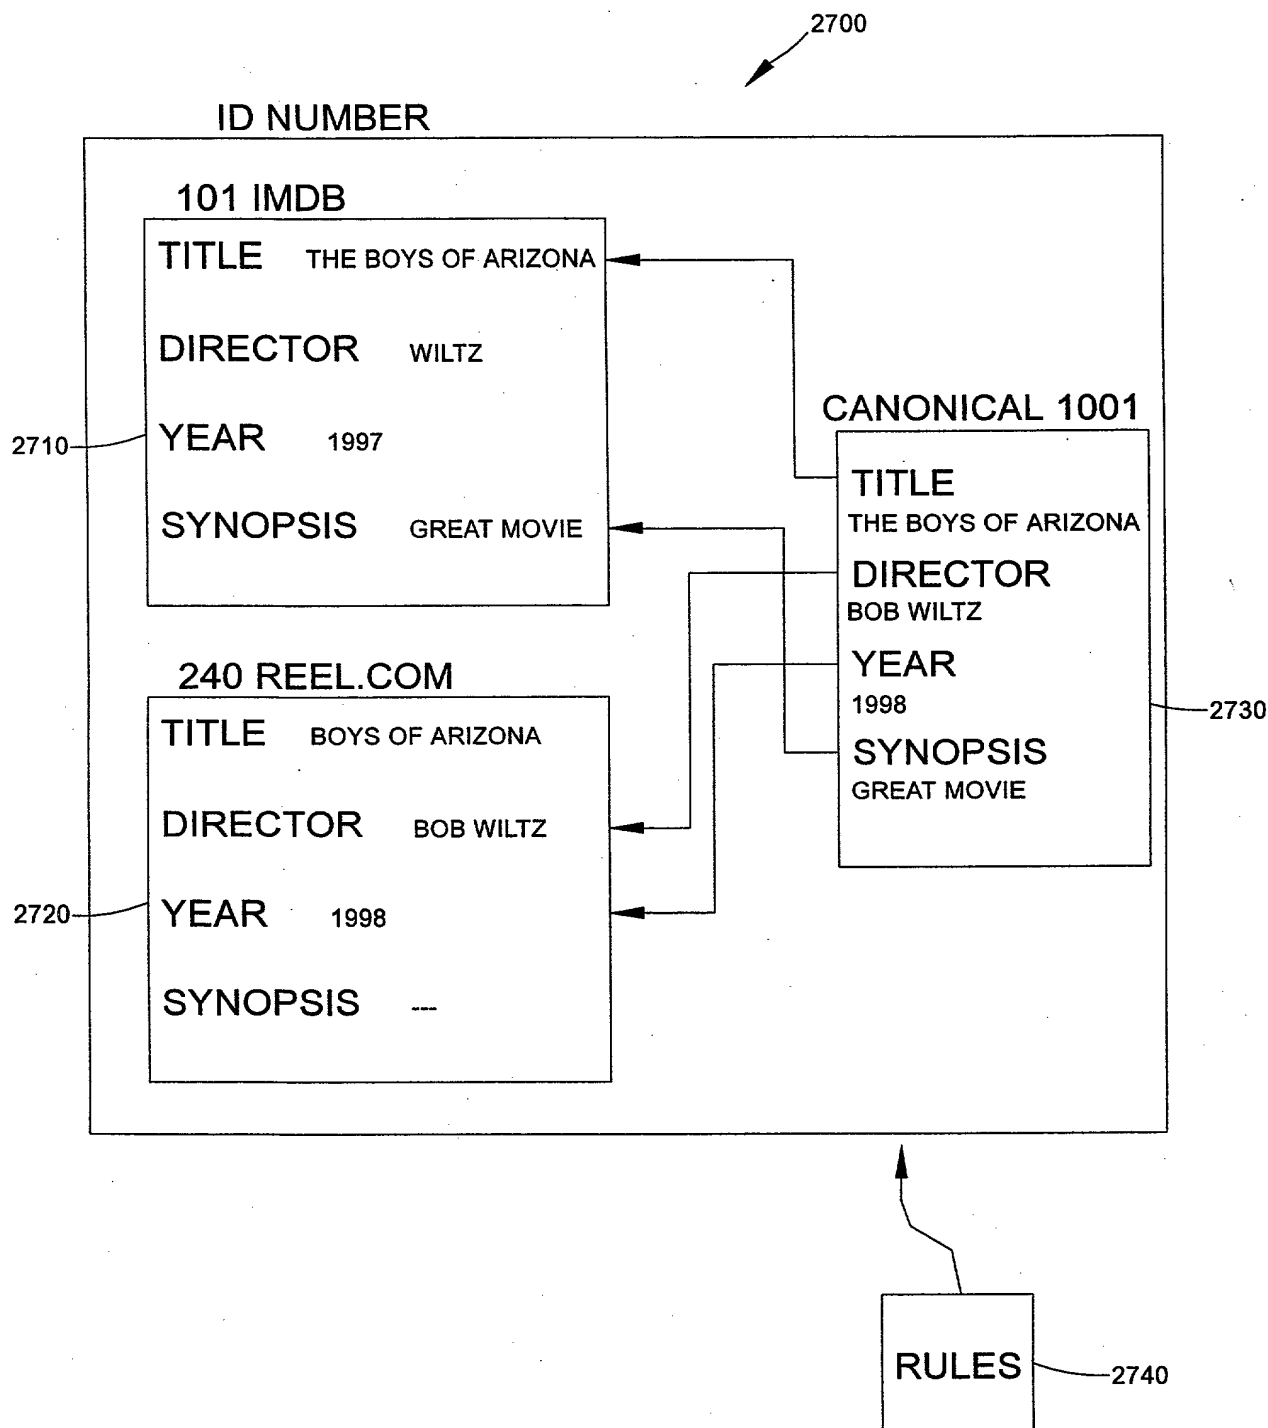 2700
ID NUMBER
101 IMDB
TITLE THE BOYS OF ARIZONA
DIRECTOR WILTZ
2710
YEAR 1997
SYNOPSIS GREAT MOVIE
240 REEL.COM
TITLE BOYS OF ARIZONA
DIRECTOR BOB WILTZ
2720
YEAR 1998
SYNOPSIS ---
CANONICAL 1001
TITLE
THE BOYS OF ARIZONA
DIRECTOR
BOB WILTZ
YEAR
1998
2730
SYNOPSIS
GREAT MOVIE
RULES
2740